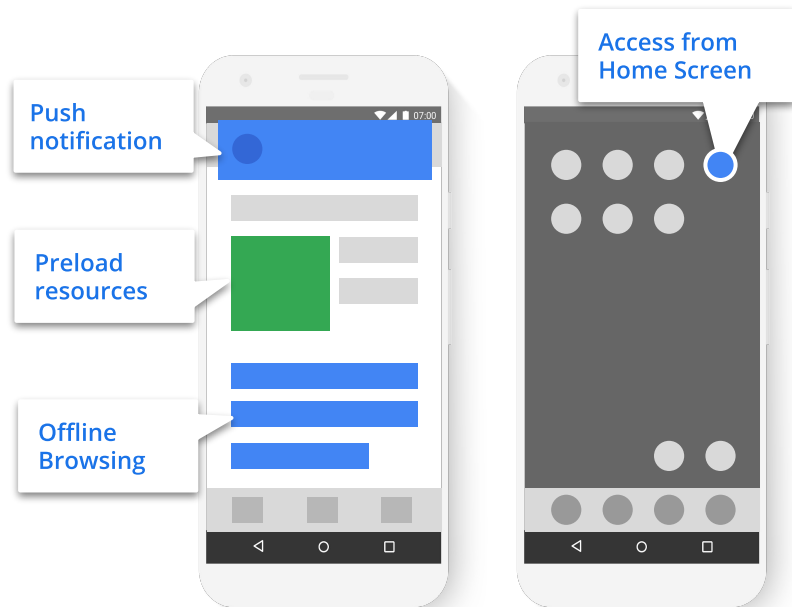 Access from
Home Screen
Push
notification
07:00
Preload
resources
Offline
Browsing